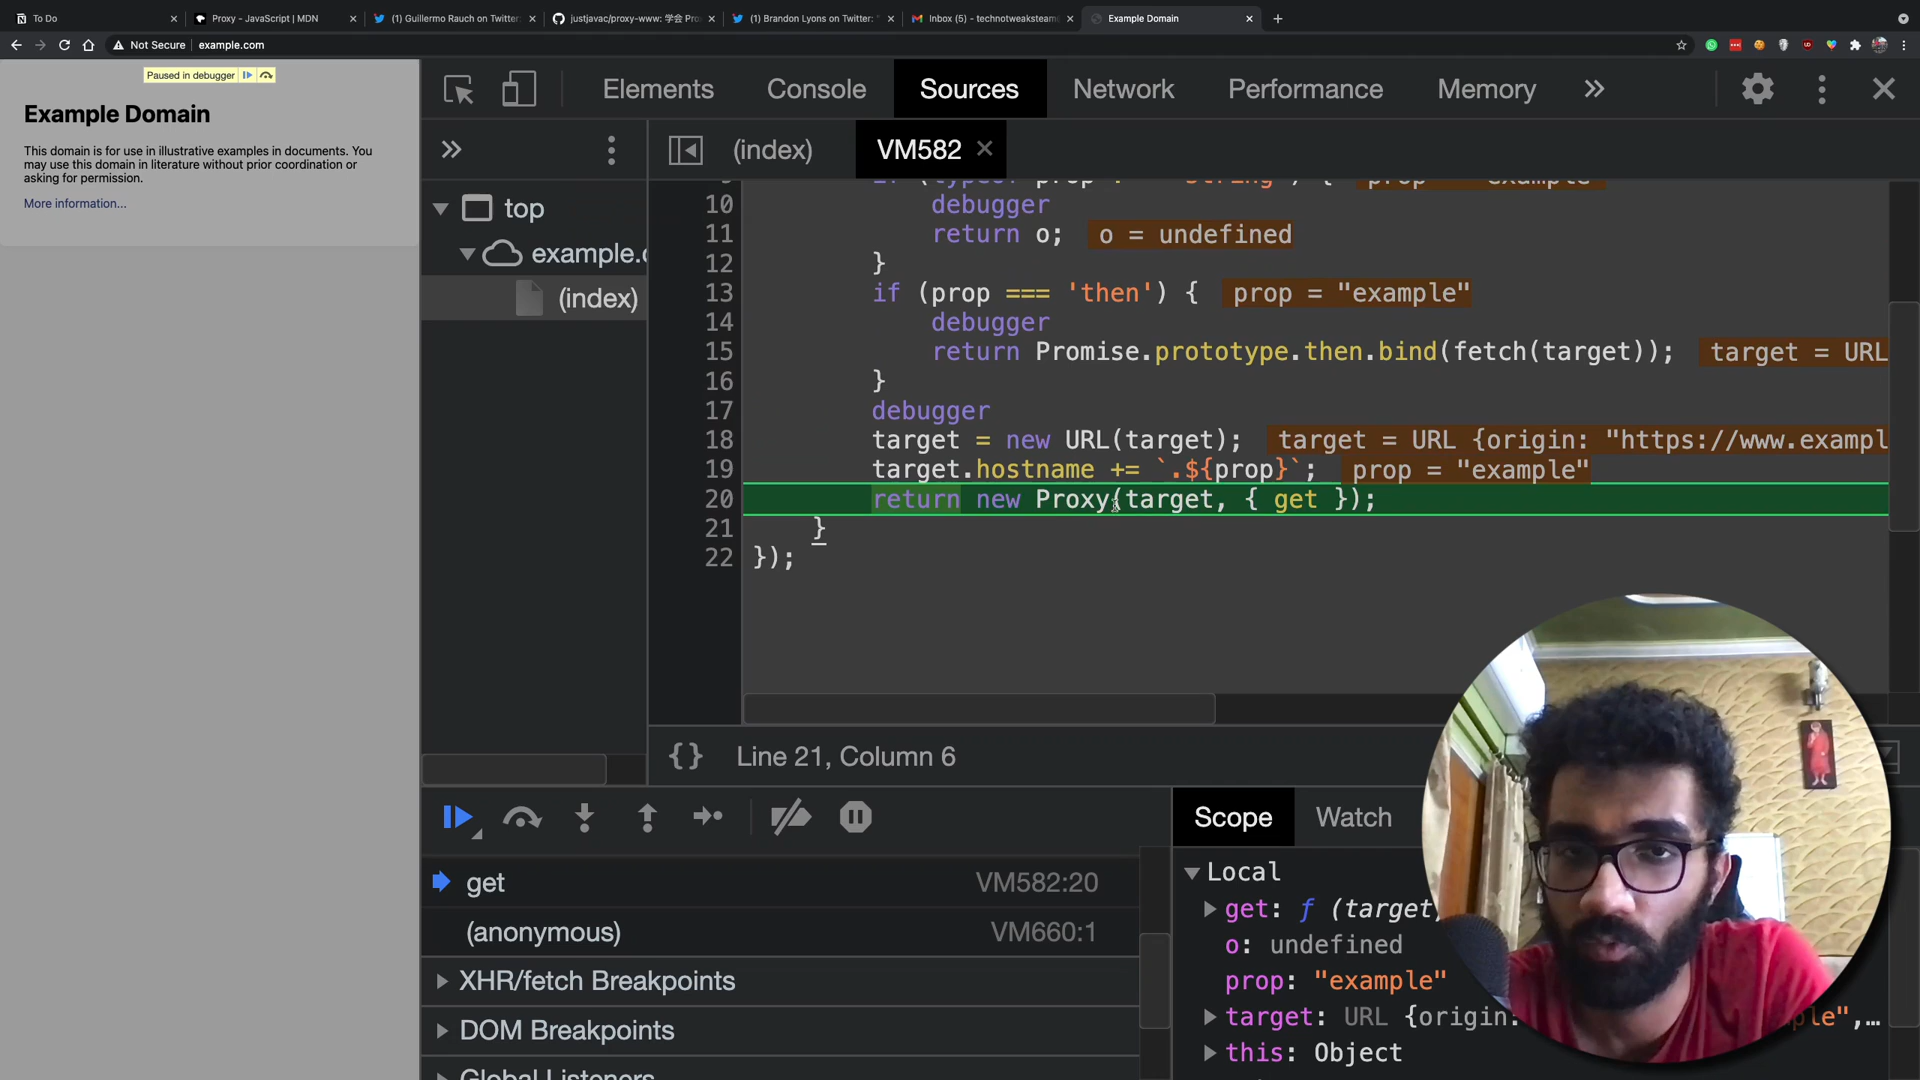 To Do
Proxy - JavaScript | MDN
(1) Guillermo Rauch on Twitter:
justjavac/proxy-www: 学会 Pro
(1) Brandon Lyons on Twitter: "
Inbox (5) - technotweaksteam@
Example Domain
Not Secure
example.com
Paused in debugger
Example Domain
This domain is for use in illustrative examples in documents. You
may use this domain in literature without prior coordination or
asking for permission.
More information...
Elements
Console
Sources
Network
Performance
Memory
(index)
VM582
top
example.c
(index)
10 debugger
11 return o; o = undefined
12 }
13 if (prop === 'then') { prop = "example"
14 debugger
15 return Promise.prototype.then.bind(fetch(target)); target = URL
16 }
17 debugger
18 target = new URL(target); target = URL {origin: "https://www.exampl
19 target.hostname += `.${prop}`; prop = "example"
20 return new Proxy(target, { get });
21 }
22 });
{} Line 21, Column 6
get VM582:20
(anonymous) VM660:1
XHR/fetch Breakpoints
DOM Breakpoints
Global Listeners
Scope
Watch
Local
get: ƒ (target,
o: undefined
prop: "example"
target: URL {origin: ple",…
this: Object